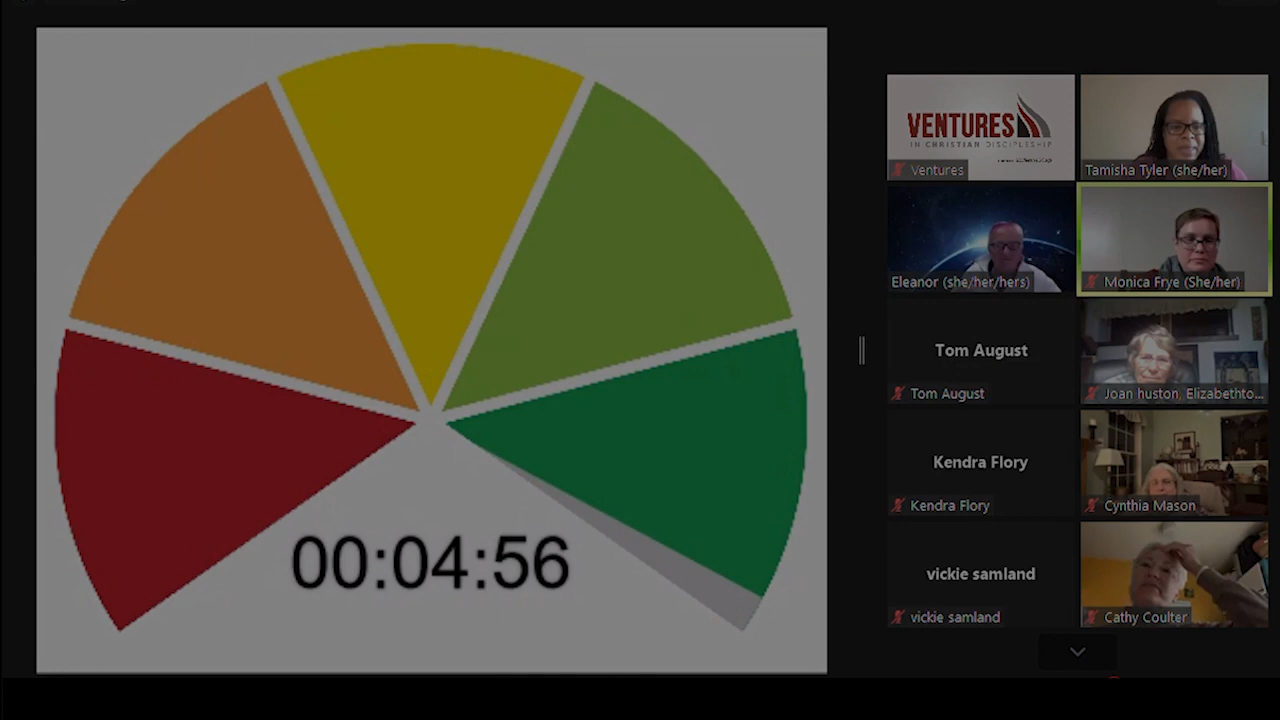 00:04:56
VENTURES
IN CHRISTIAN DISCIPLESHIP
Ventures
Tamisha Tyler (she/her)
Eleanor (she/her/hers)
Monica Frye (She/her)
Tom August
Tom August
Joan huston, Elizabethto...
Kendra Flory
Kendra Flory
Cynthia Mason
vickie samland
vickie samland
Cathy Coulter